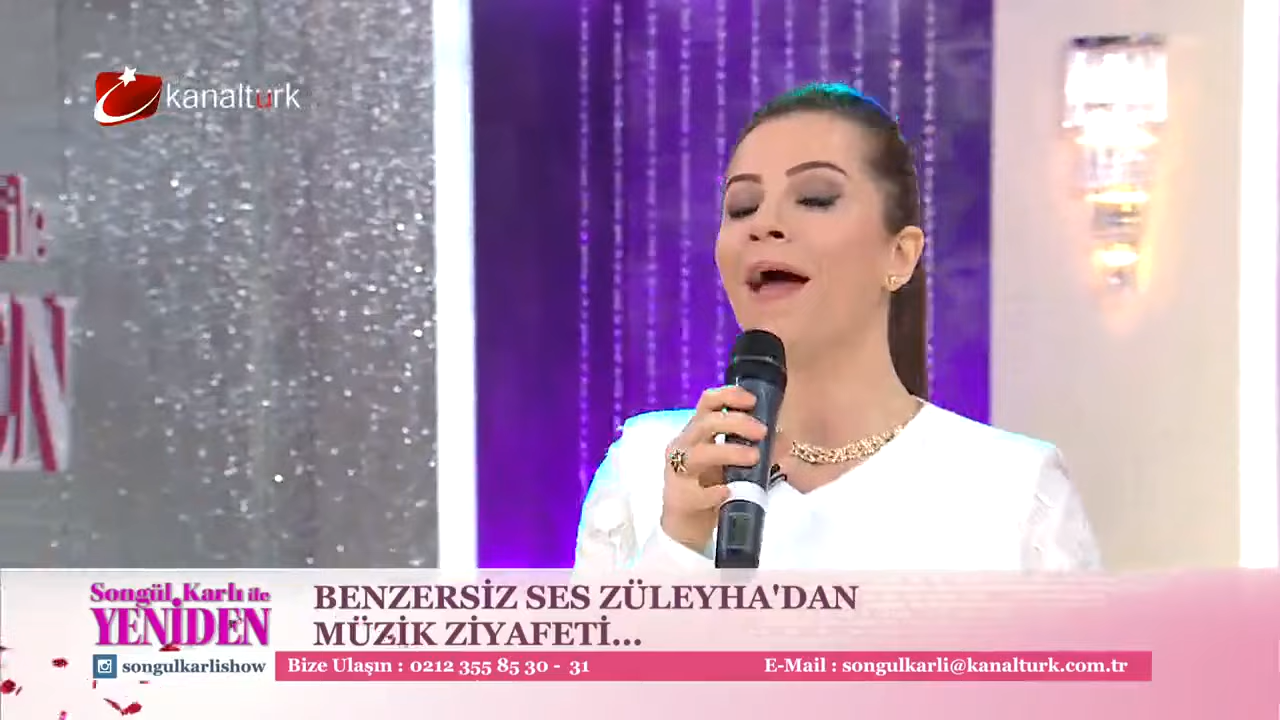 kanalturk
Songül Karlı ile
YENİDEN
BENZERSİZ SES ZÜLEYHA'DAN
MÜZİK ZİYAFETİ...
songulkarlishow
Bize Ulaşın : 0212 355 85 30 - 31
E-Mail : songulkarli@kanalturk.com.tr